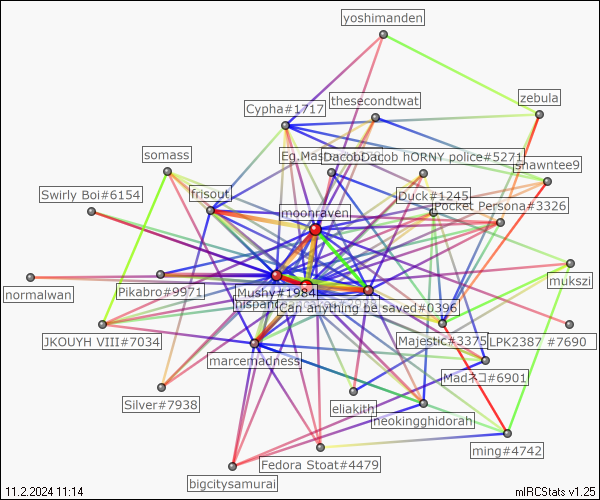 yoshimanden
zebula
thesecondtwat
Cypha#1717
somass
Eg.Mas
Dacob
Dacob hORNY police#5271
shawntee9
Swirly Boi#6154
frisout
Duck#1245
Pocket Persona#3326
moonraven
normalwan
Pikabro#9971
Mushy#1984
mukszi
Can anything be saved#0396
JKOUYH VIII#7034
Majestic#3375
LPK2387 #7690
marcemadness
Madネコ#6901
Silver#7938
eliakith
neokingghidorah
ming#4742
Fedora Stoat#4479
bigcitysamurai
11.2.2024 11:14
mIRCStats v1.25